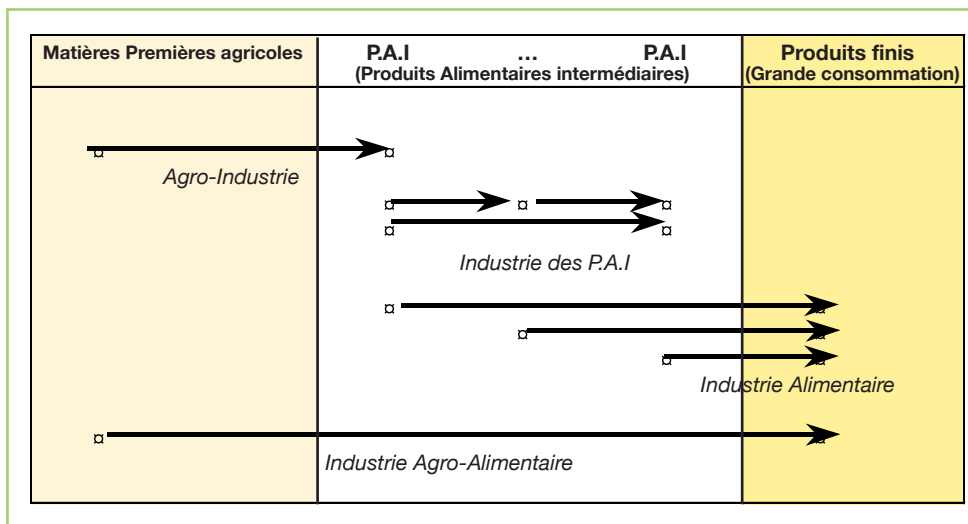 Matières Premières agricoles
P.A.I ... P.A.I
(Produits Alimentaires intermédiaires)
Produits finis
(Grande consommation)
Agro-Industrie
Industrie des P.A.I
Industrie Alimentaire
Industrie Agro-Alimentaire